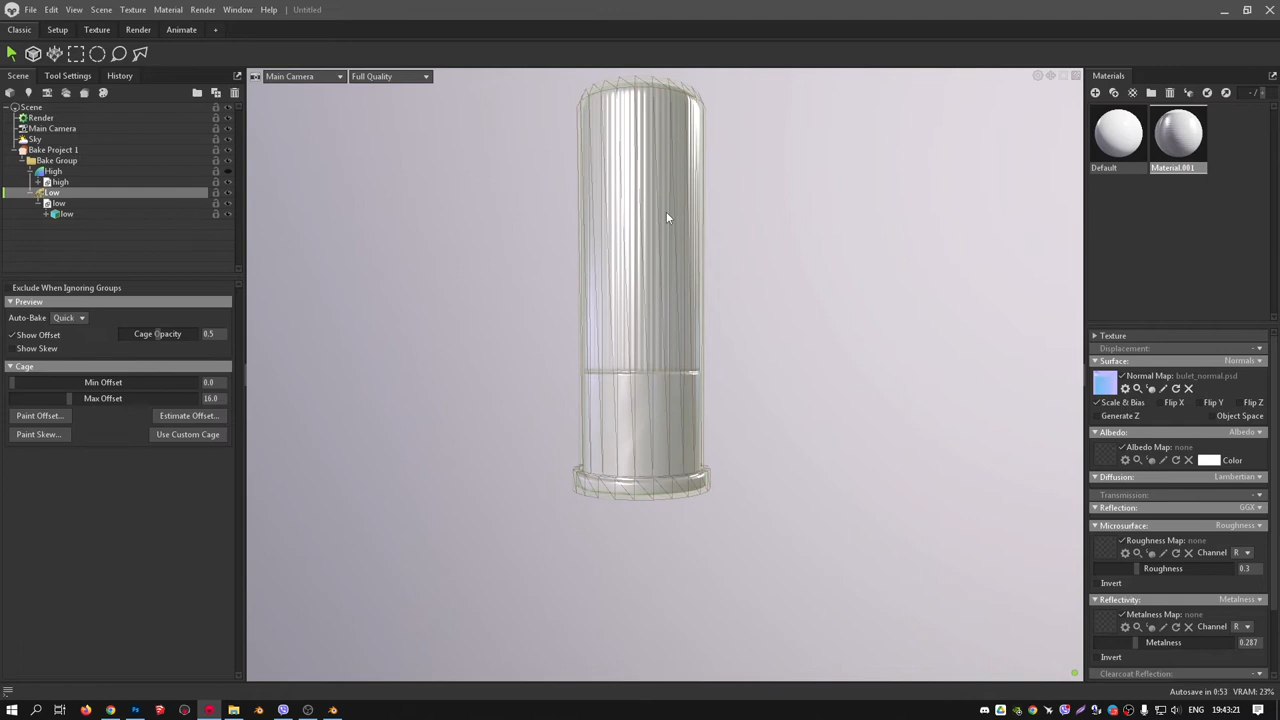 File Edit View Scene Texture Material Render Window Help Untitled
Classic Setup Texture Render Animate +
Scene Tool Settings History
Main Camera Full Quality
Materials
- /
Scene
Render
Main Camera
Sky
Bake Project 1
Bake Group
High
high
Low
low
low
Default
Material.001
Exclude When Ignoring Groups
Preview
Auto-Bake Quick
Show Offset Cage Opacity 0.5
Show Skew
Cage
Min Offset 0.0
Max Offset 16.0
Paint Offset... Estimate Offset...
Paint Skew... Use Custom Cage
Texture
Displacement: -
Surface: Normals
Normal Map: bulet_normal.psd
Scale & Bias Flip X Flip Y Flip Z
Generate Z Object Space
Albedo: Albedo
Albedo Map: none
Color
Diffusion: Lambertian
Transmission: -
Reflection: GGX
Microsurface: Roughness
Roughness Map: none
Channel R
Roughness 0.3
Invert
Reflectivity: Metalness
Metalness Map: none
Channel R
Metalness 0.287
Invert
Clearcoat Reflection: -
Autosave in 0:53 VRAM: 23%
ENG 19:43:21